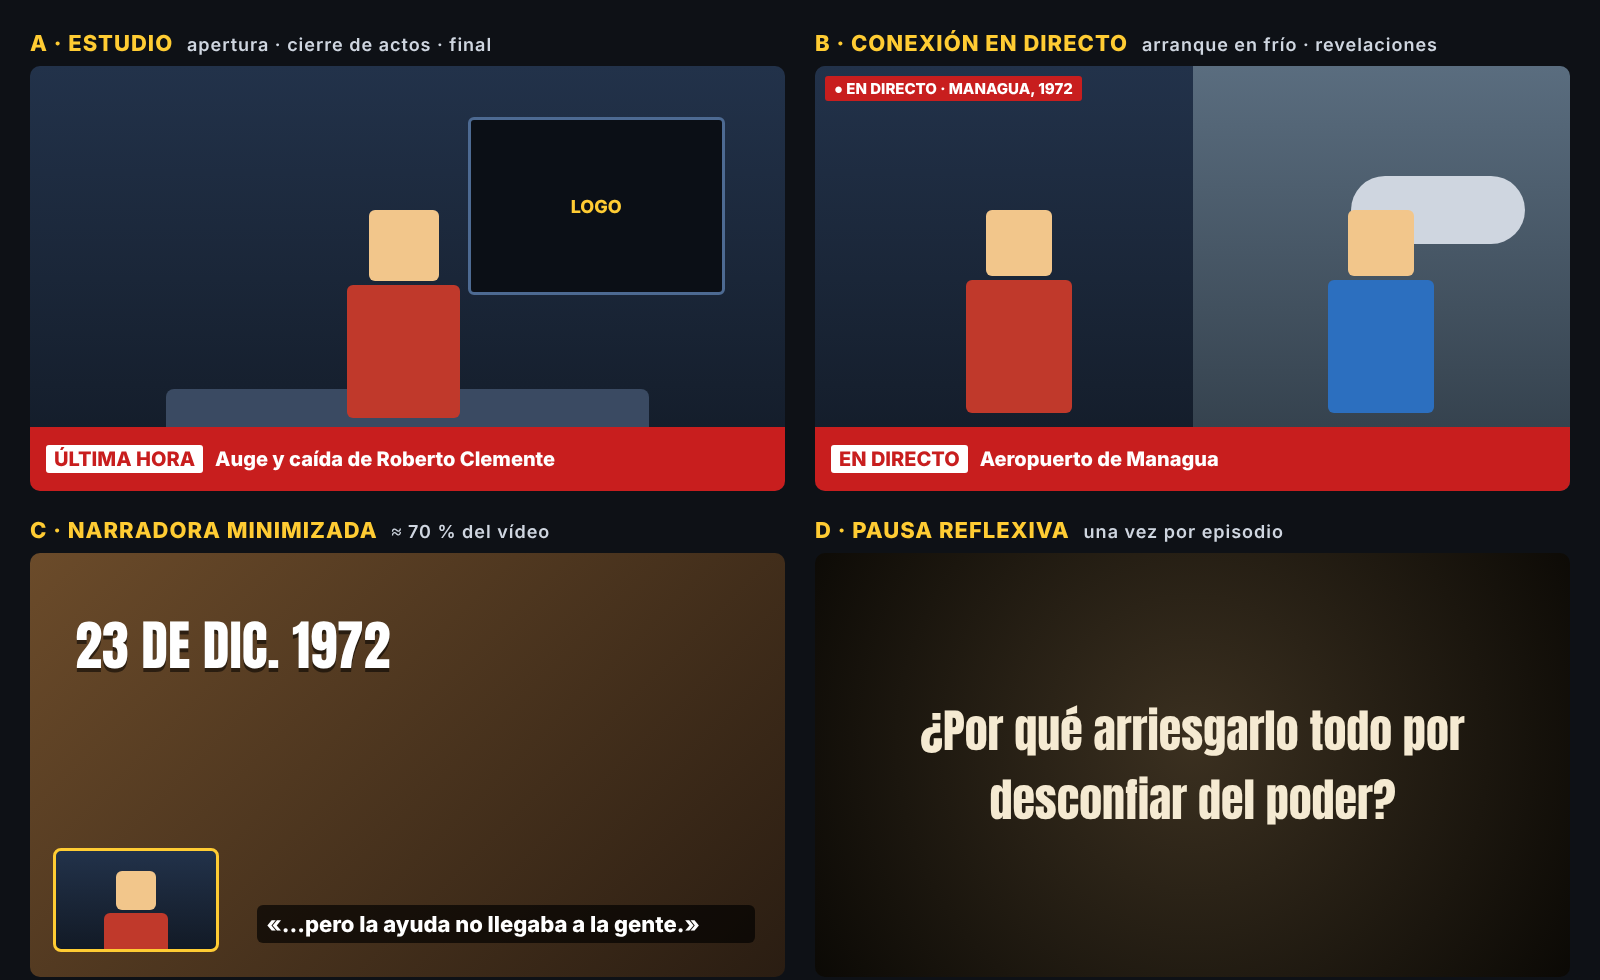 A · ESTUDIO apertura · cierre de actos · final
LOGO
ÚLTIMA HORA Auge y caída de Roberto Clemente
B · CONEXIÓN EN DIRECTO arranque en frío · revelaciones
● EN DIRECTO · MANAGUA, 1972
EN DIRECTO Aeropuerto de Managua
C · NARRADORA MINIMIZADA ≈ 70 % del vídeo
23 DE DIC. 1972
«...pero la ayuda no llegaba a la gente.»
D · PAUSA REFLEXIVA una vez por episodio
¿Por qué arriesgarlo todo por
desconfiar del poder?